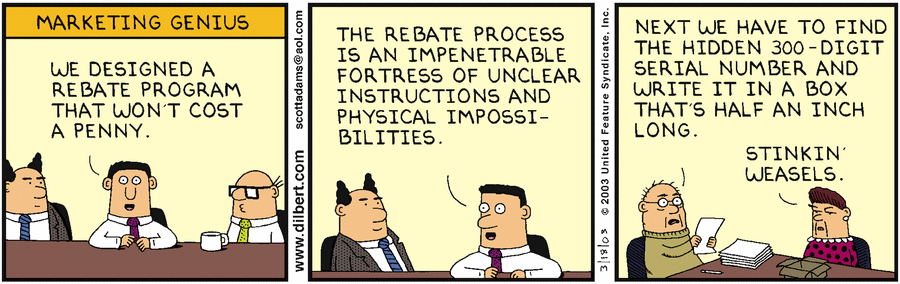 MARKETING GENIUS
WE DESIGNED A
REBATE PROGRAM
THAT WON'T COST
A PENNY.
www.dilbert.com
scottadams@aol.com
THE REBATE PROCESS
IS AN IMPENETRABLE
FORTRESS OF UNCLEAR
INSTRUCTIONS AND
PHYSICAL IMPOSSI-
BILITIES.
3/18/03 © 2003 United Feature Syndicate, Inc.
NEXT WE HAVE TO FIND
THE HIDDEN 300-DIGIT
SERIAL NUMBER AND
WRITE IT IN A BOX
THAT'S HALF AN INCH
LONG.
STINKIN'
WEASELS.